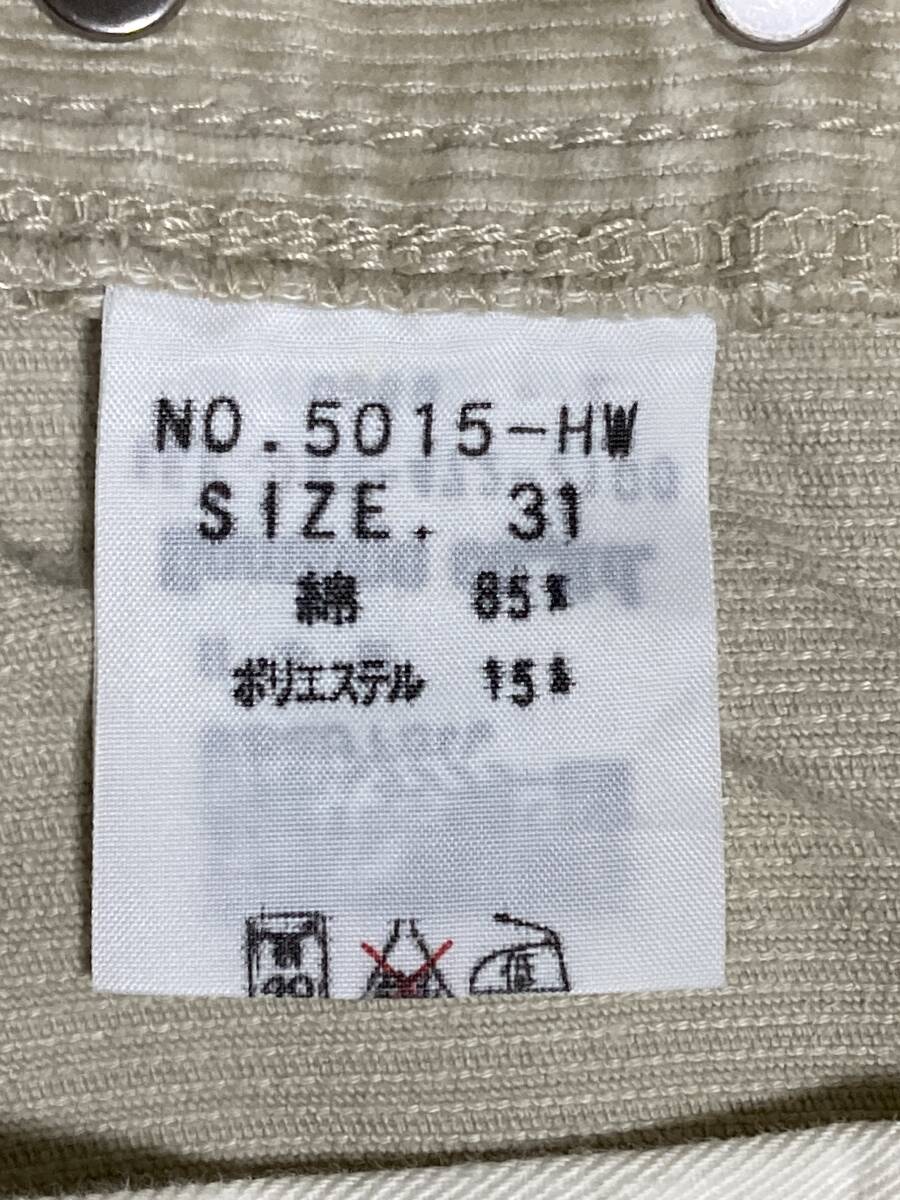 NO.5015-HW
SIZE. 31
綿 85%
ポリエステル 15%
低